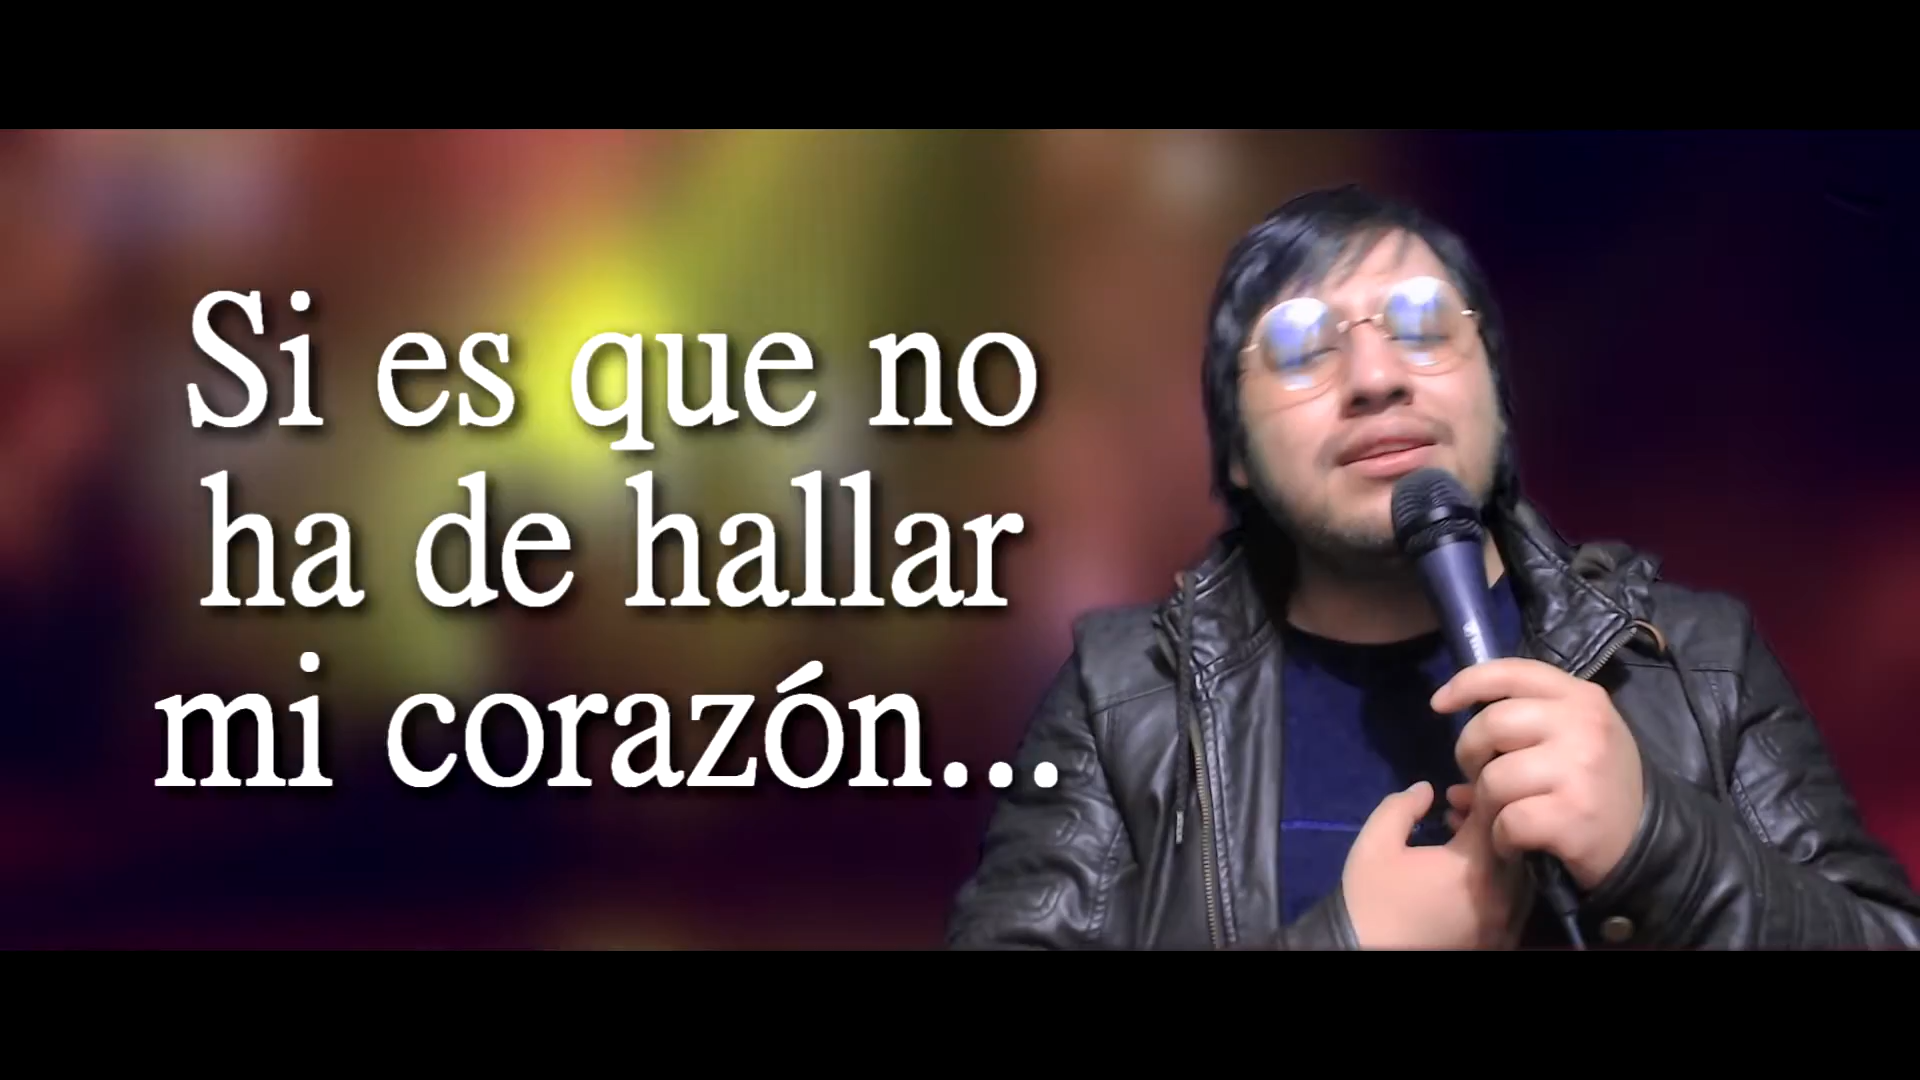 Si es que no
ha de hallar
mi corazón...